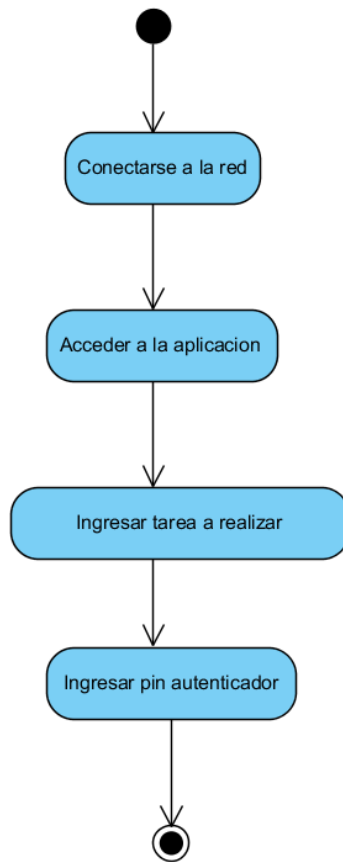 Conectarse a la red
Acceder a la aplicacion
Ingresar tarea a realizar
Ingresar pin autenticador